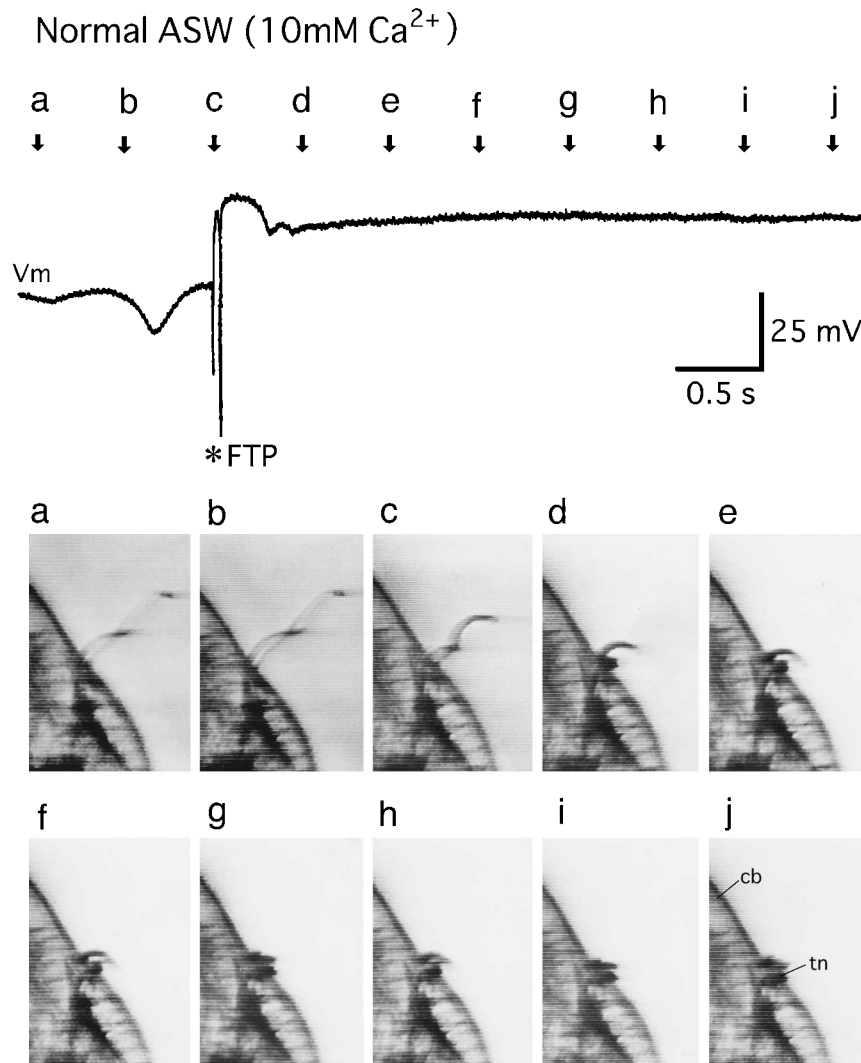 Normal ASW (10mM Ca²⁺)
a b c d e f g h i j
Vm
25 mV
0.5 s
*FTP
a b c d e
f g h i j
cb
tn